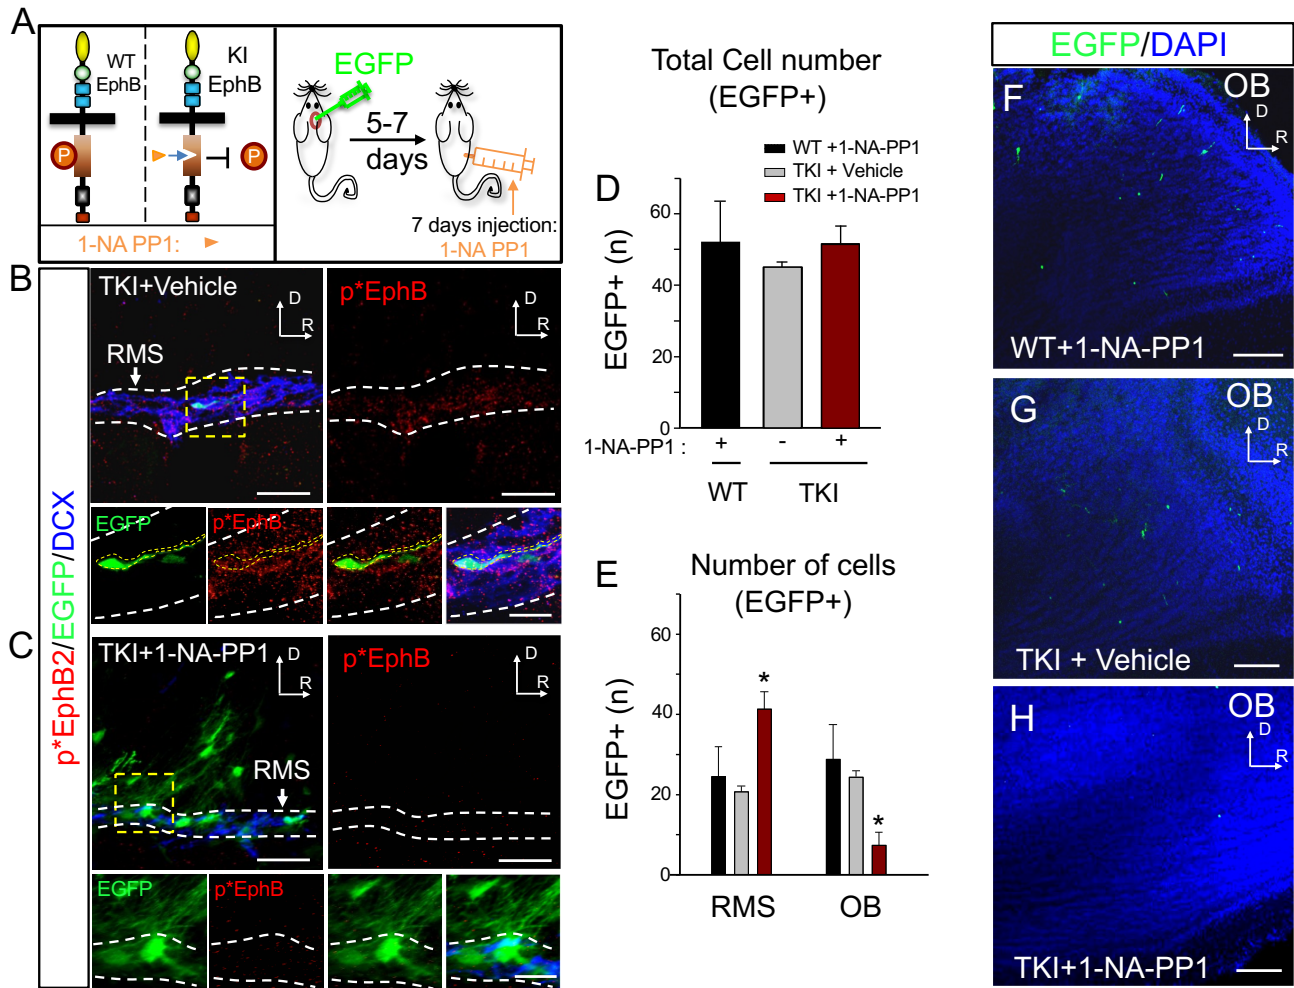 A
WT
EphB
KI
EphB
P
P
1-NA PP1:
EGFP
5-7
days
7 days injection:
1-NA PP1
B
p*EphB2/EGFP/DCX
TKI+Vehicle
D
R
RMS
p*EphB
D
R
EGFP
p*EphB
C
TKI+1-NA-PP1
D
R
RMS
p*EphB
D
R
EGFP
p*EphB
Total Cell number
(EGFP+)
WT +1-NA-PP1
TKI + Vehicle
TKI +1-NA-PP1
D
EGFP+ (n)
60
40
20
0
1-NA-PP1 : + - +
WT TKI
E
Number of cells
(EGFP+)
EGFP+ (n)
60
40
20
0
*
*
RMS OB
EGFP/DAPI
F
OB
D
R
WT+1-NA-PP1
G
OB
D
R
TKI + Vehicle
H
OB
D
R
TKI+1-NA-PP1